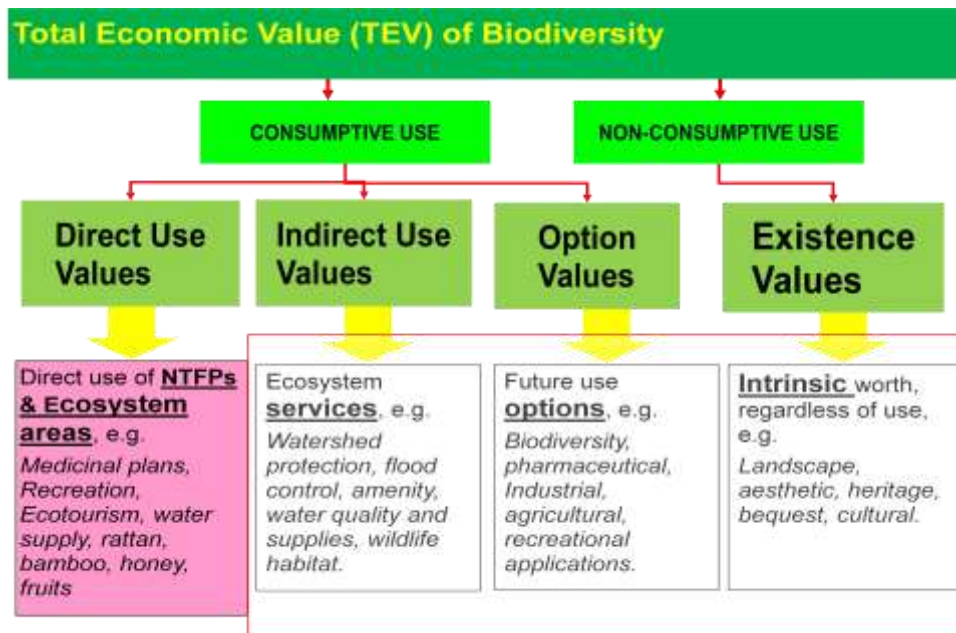 Total Economic Value (TEV) of Biodiversity
CONSUMPTIVE USE
NON-CONSUMPTIVE USE
Direct Use
Values
Indirect Use
Values
Option
Values
Existence
Values
Direct use of NTFPs
& Ecosystem
areas, e.g.
Medicinal plans,
Recreation,
Ecotourism, water
supply, rattan,
bamboo, honey,
fruits
Ecosystem
services, e.g.
Watershed
protection, flood
control, amenity,
water quality and
supplies, wildlife
habitat.
Future use
options, e.g.
Biodiversity,
pharmaceutical,
Industrial,
agricultural,
recreational
applications.
Intrinsic worth,
regardless of use,
e.g.
Landscape,
aesthetic, heritage,
bequest, cultural.